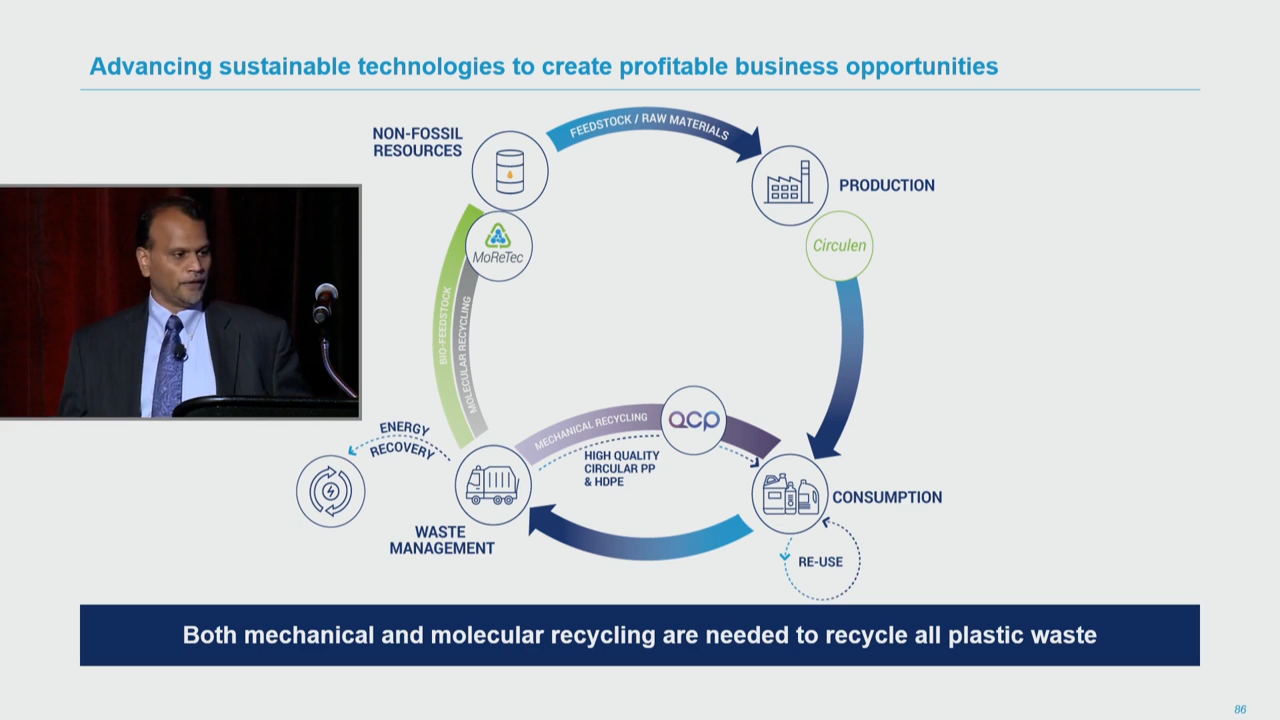 Advancing sustainable technologies to create profitable business opportunities
NON-FOSSIL
RESOURCES
FEEDSTOCK / RAW MATERIALS
PRODUCTION
MoReTec
Circulen
BIO-FEEDSTOCK
MOLECULAR RECYCLING
MECHANICAL RECYCLING
QCP
HIGH QUALITY
CIRCULAR PP
& HDPE
ENERGY
RECOVERY
CONSUMPTION
WASTE
MANAGEMENT
RE-USE
Both mechanical and molecular recycling are needed to recycle all plastic waste
86